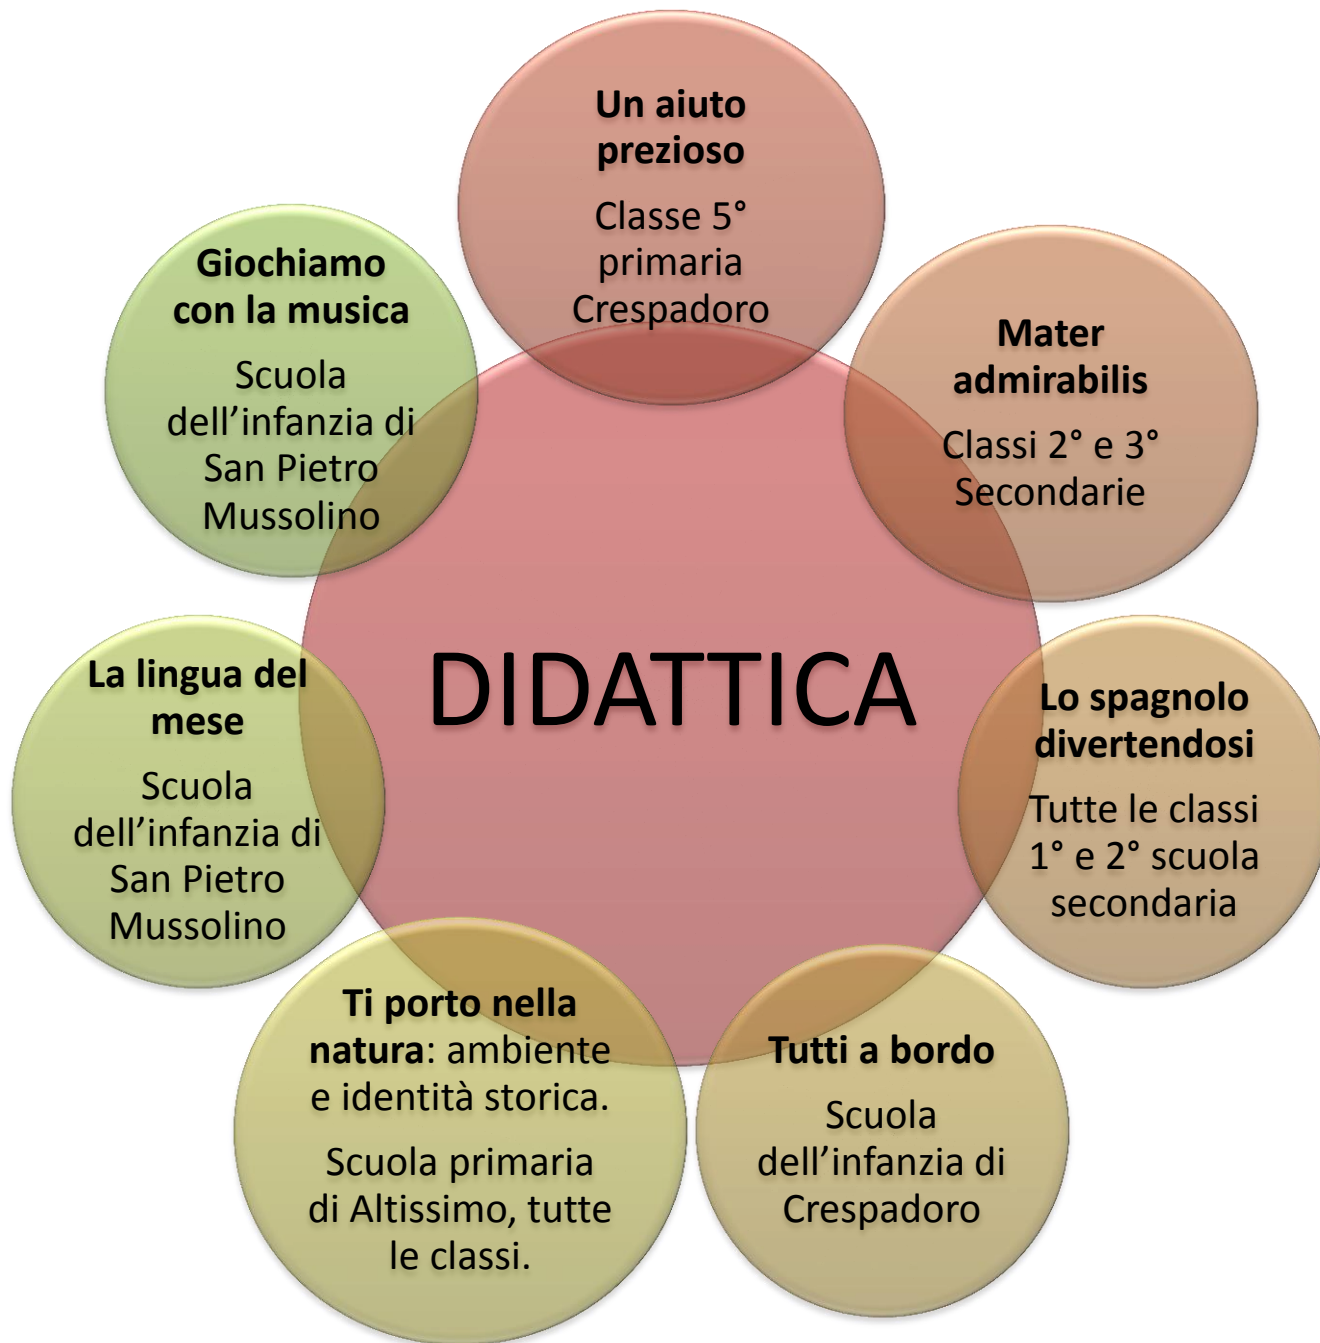 Un aiuto
prezioso
Classe 5°
primaria
Crespadoro
Mater
admirabilis
Classi 2° e 3°
Secondarie
Lo spagnolo
divertendosi
Tutte le classi
1° e 2° scuola
secondaria
Tutti a bordo
Scuola
dell’infanzia di
Crespadoro
Ti porto nella
natura: ambiente
e identità storica.
Scuola primaria
di Altissimo, tutte
le classi.
La lingua del
mese
Scuola
dell’infanzia di
San Pietro
Mussolino
Giochiamo
con la musica
Scuola
dell’infanzia di
San Pietro
Mussolino
DIDATTICA